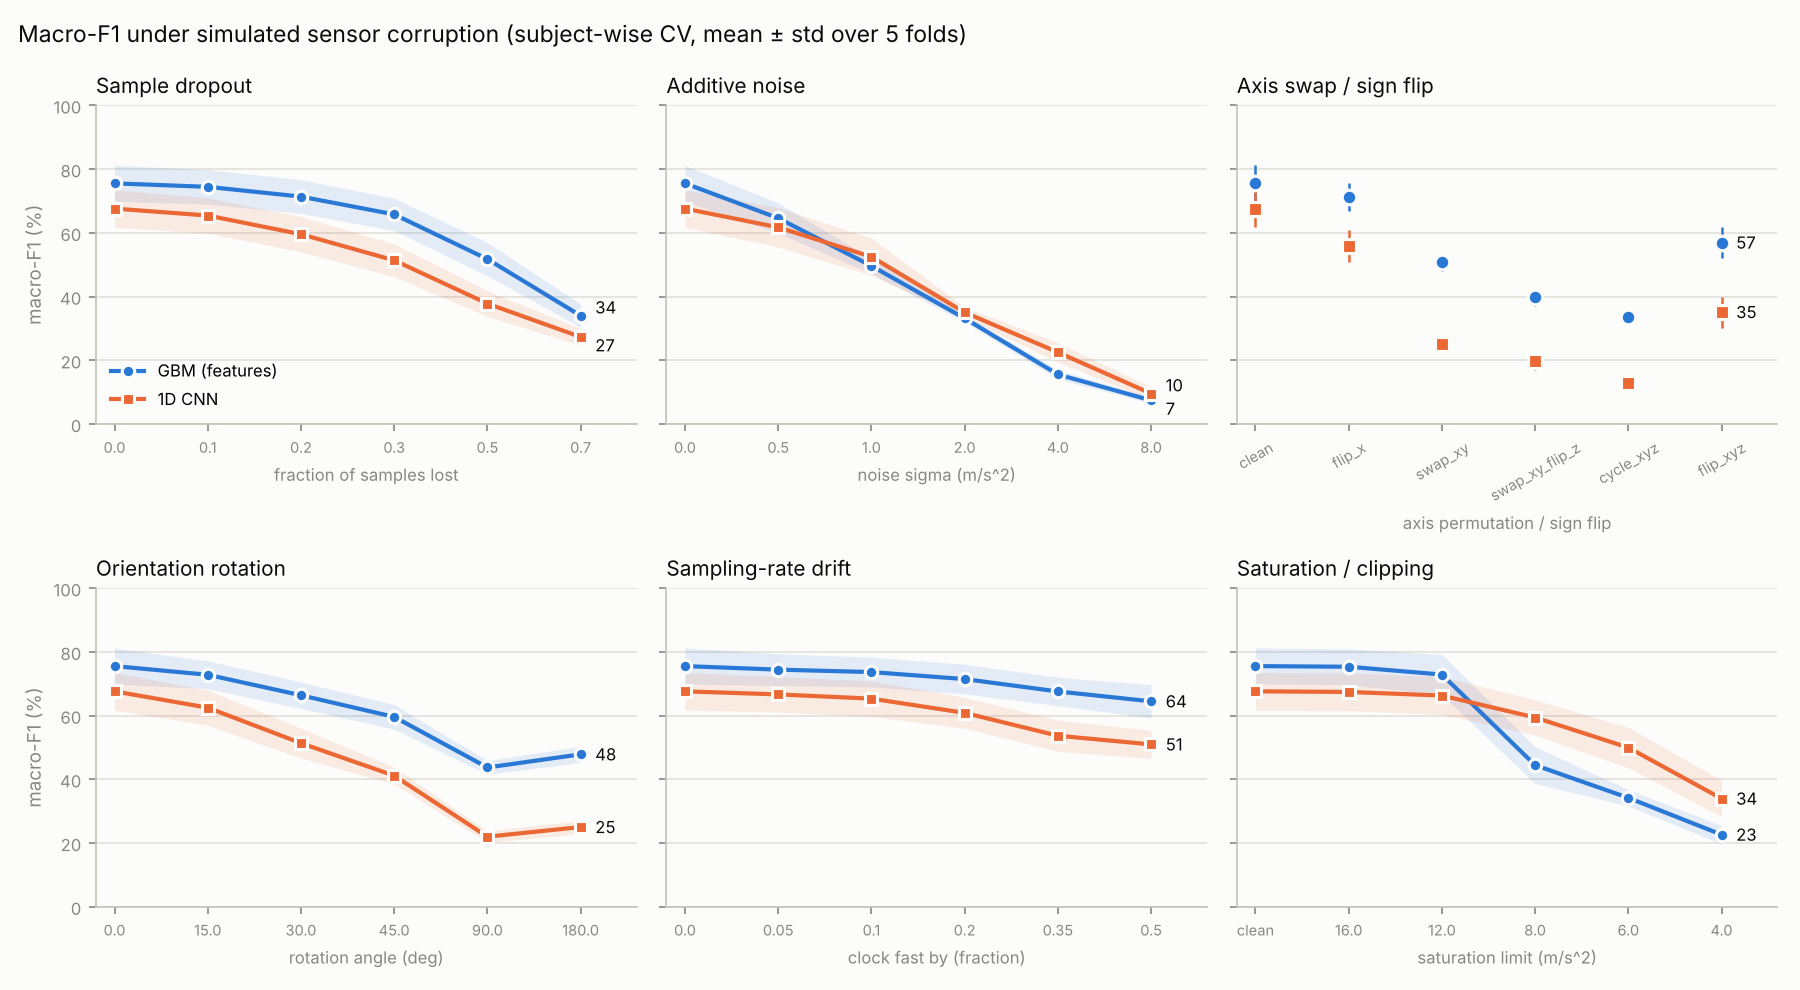 Macro-F1 under simulated sensor corruption (subject-wise CV, mean ± std over 5 folds)
Sample dropout
macro-F1 (%)
100
80
60
40
20
0
34
27
GBM (features)
1D CNN
0.0 0.1 0.2 0.3 0.5 0.7
fraction of samples lost
Additive noise
10
7
0.0 0.5 1.0 2.0 4.0 8.0
noise sigma (m/s^2)
Axis swap / sign flip
57
35
clean flip_x swap_xy swap_xy_flip_z cycle_xyz flip_xyz
axis permutation / sign flip
Orientation rotation
macro-F1 (%)
100
80
60
40
20
0
48
25
0.0 15.0 30.0 45.0 90.0 180.0
rotation angle (deg)
Sampling-rate drift
64
51
0.0 0.05 0.1 0.2 0.35 0.5
clock fast by (fraction)
Saturation / clipping
34
23
clean 16.0 12.0 8.0 6.0 4.0
saturation limit (m/s^2)